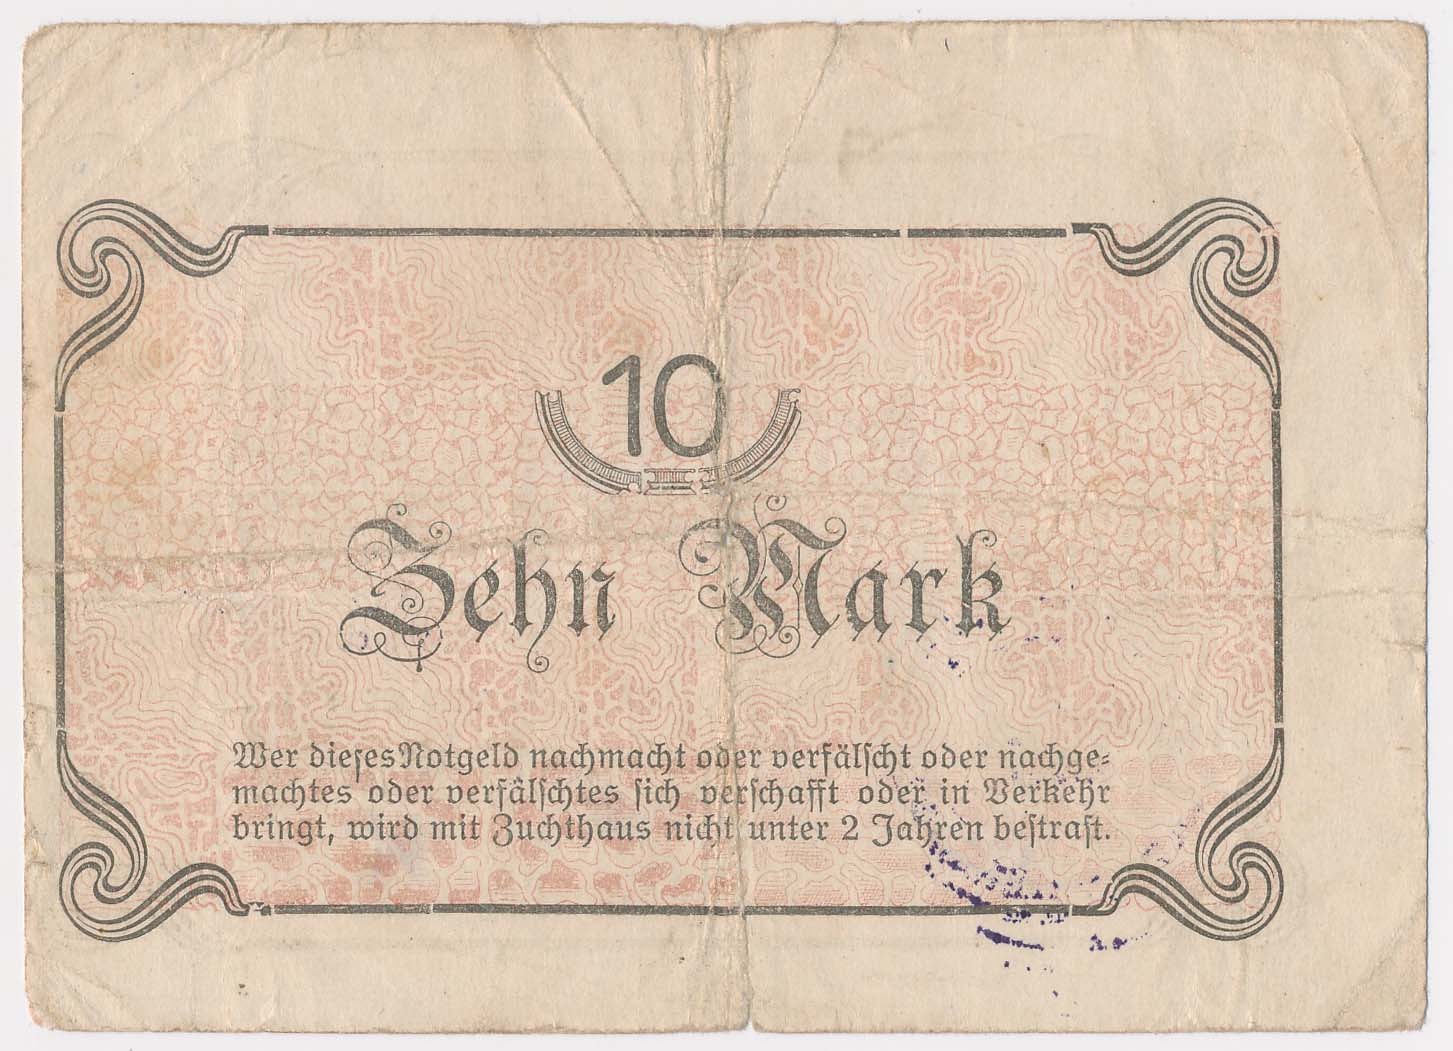 10
Zehn Mark
Wer dieses Notgeld nachmacht oder verfälscht oder nachge-
machtes oder verfälschtes sich verschafft oder in Verkehr
bringt, wird mit Zuchthaus nicht unter 2 Jahren bestraft.